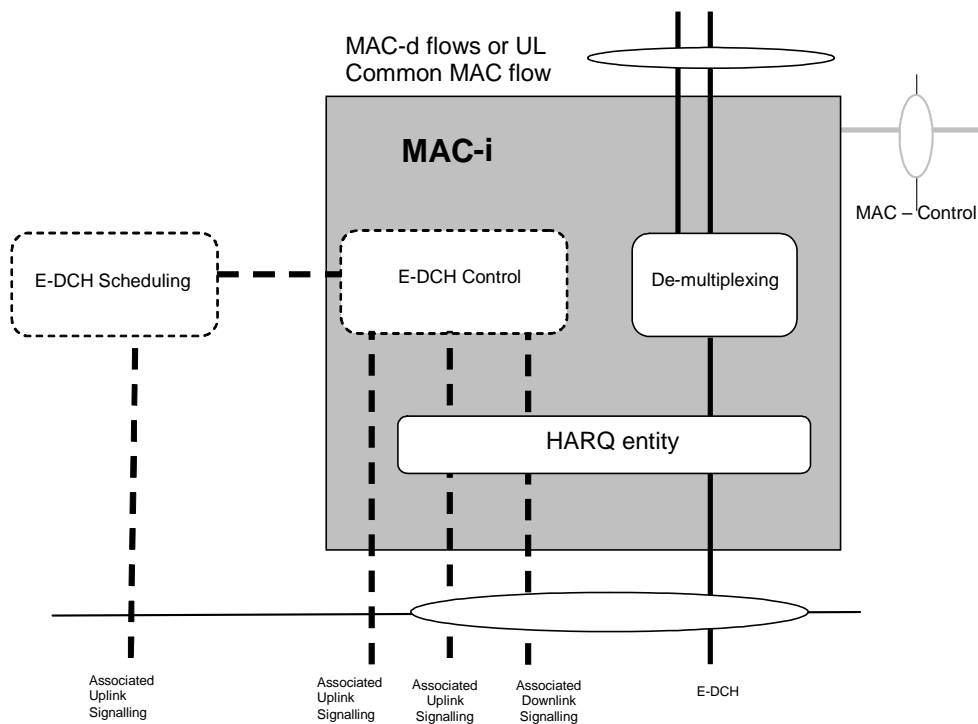 MAC-d flows or UL
Common MAC flow
MAC-i
MAC – Control
E-DCH Scheduling
E-DCH Control
De-multiplexing
HARQ entity
Associated
Uplink
Signalling
Associated
Uplink
Signalling
Associated
Uplink
Signalling
Associated
Downlink
Signalling
E-DCH